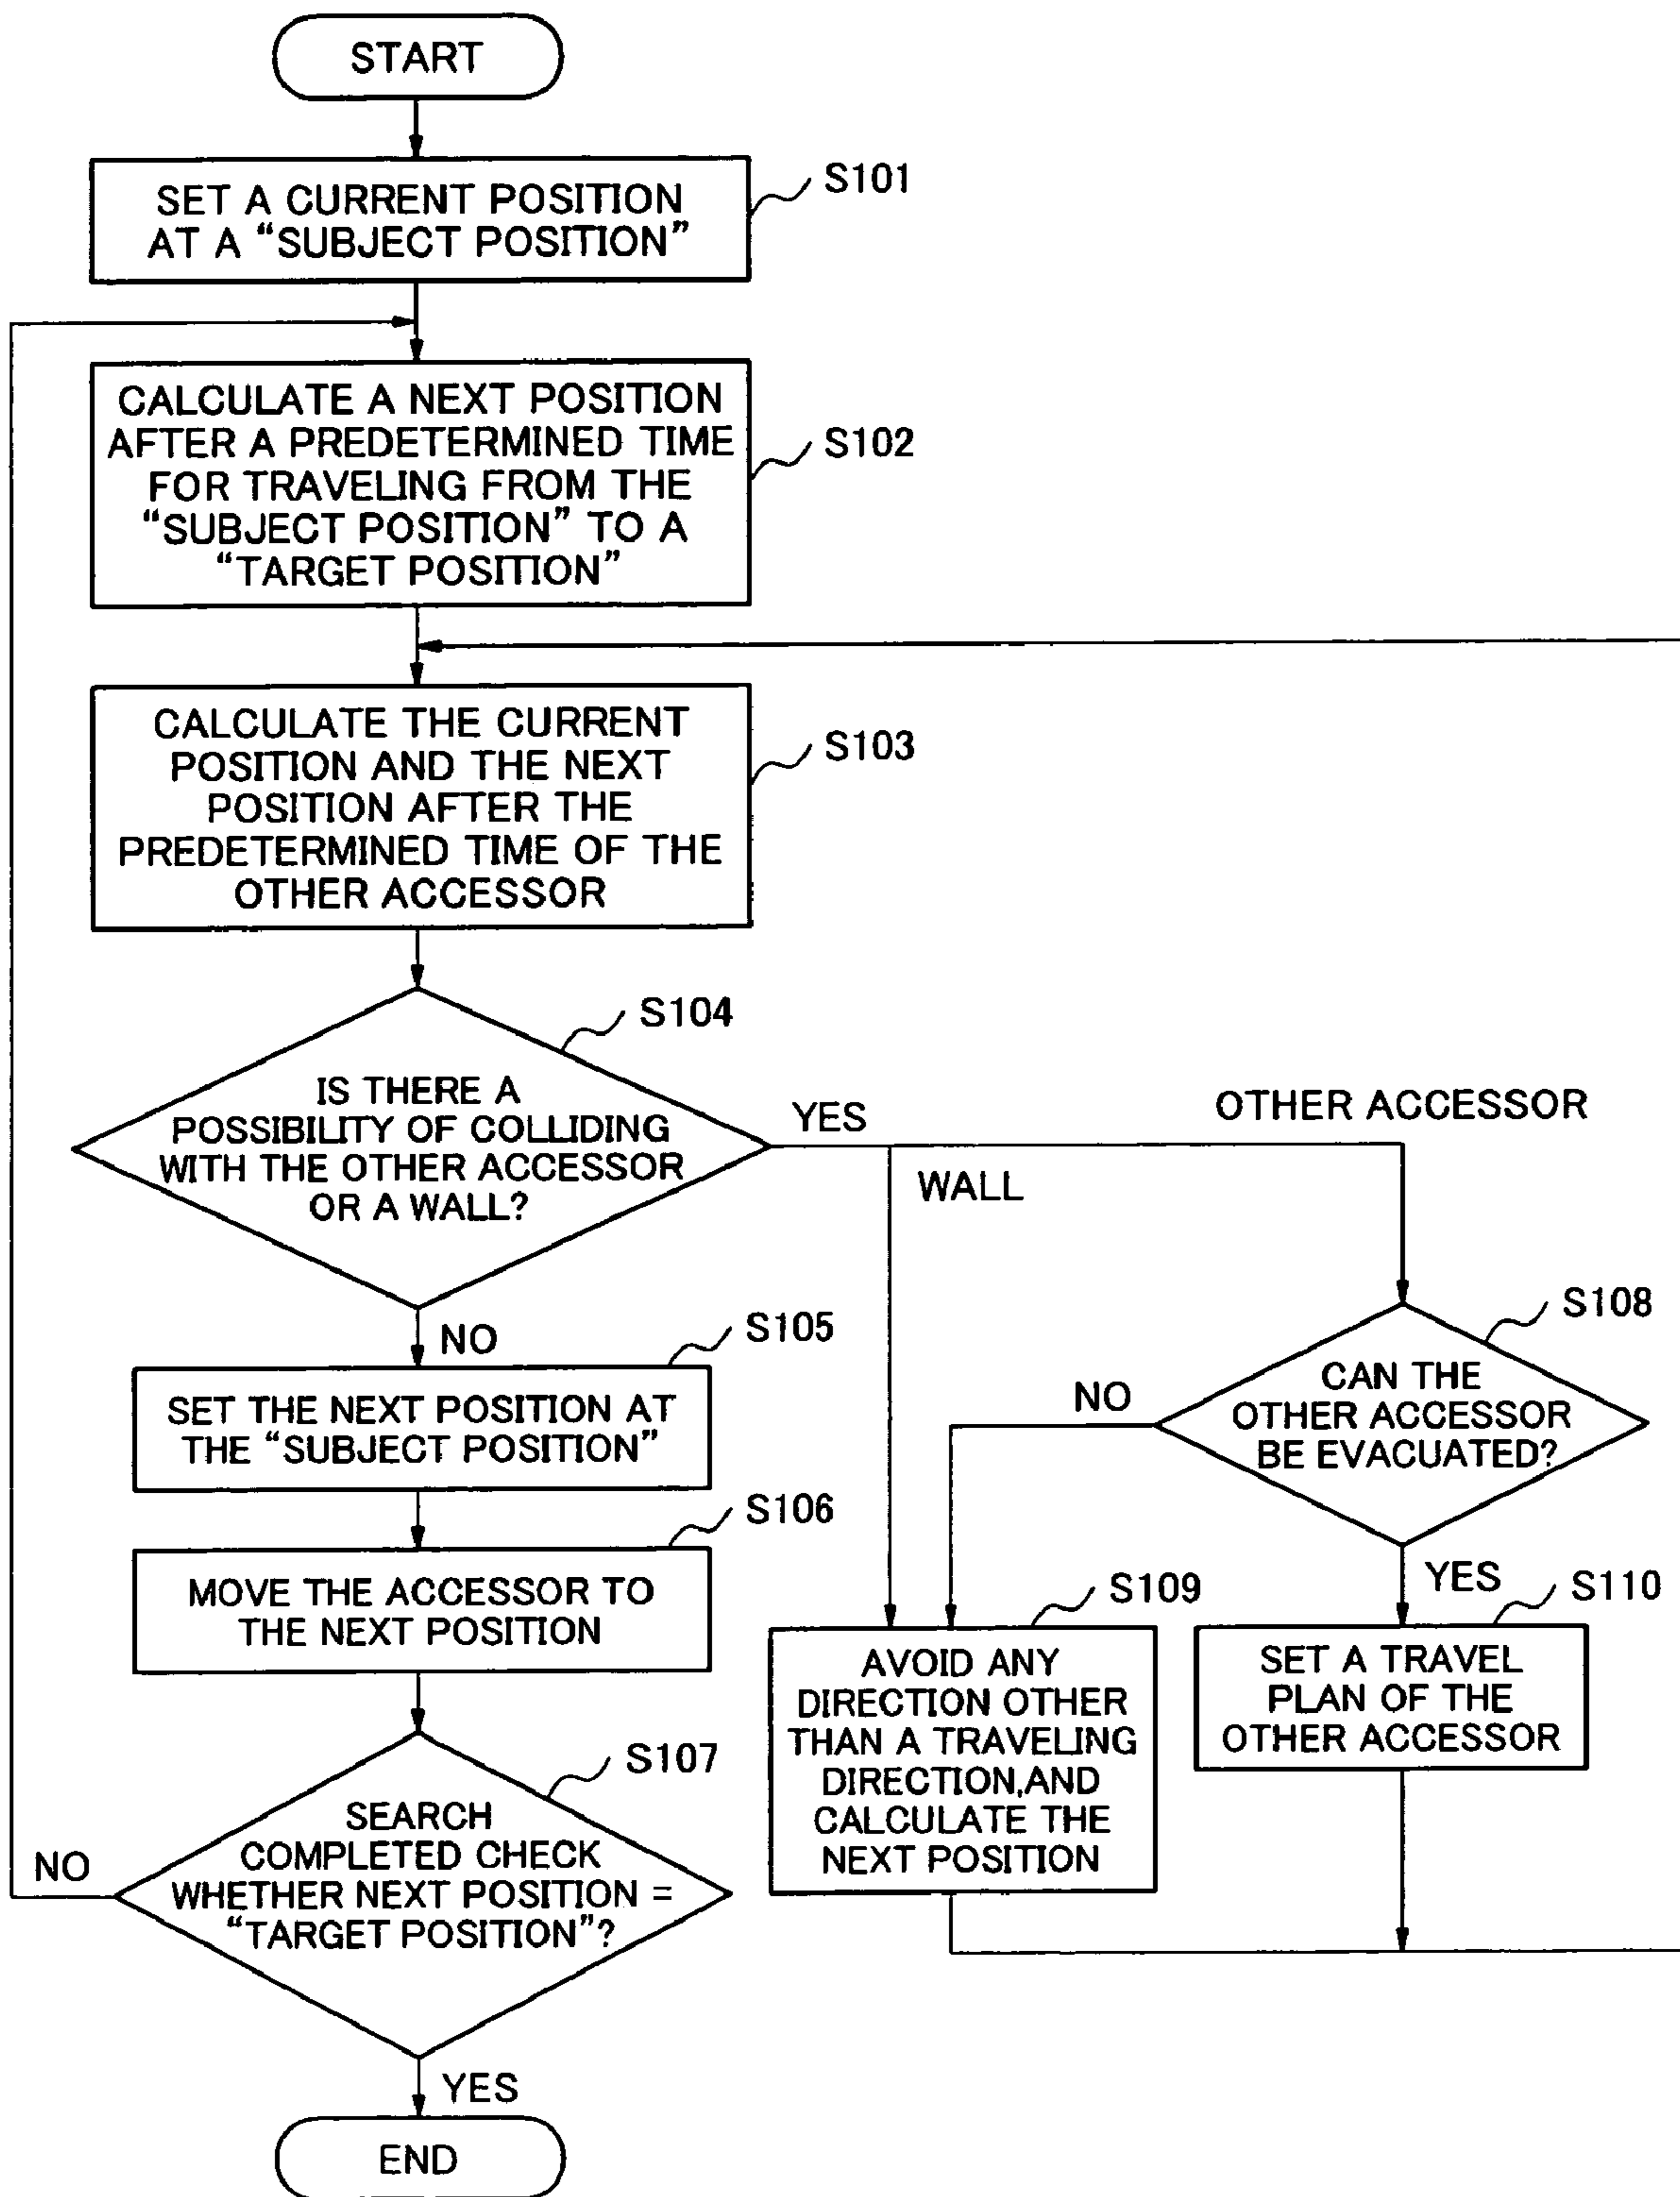 START
SET A CURRENT POSITION
AT A “SUBJECT POSITION”
S101
CALCULATE A NEXT POSITION
AFTER A PREDETERMINED TIME
FOR TRAVELING FROM THE
“SUBJECT POSITION” TO A
“TARGET POSITION”
S102
CALCULATE THE CURRENT
POSITION AND THE NEXT
POSITION AFTER THE
PREDETERMINED TIME OF THE
OTHER ACCESSOR
S103
IS THERE A
POSSIBILITY OF COLLIDING
WITH THE OTHER ACCESSOR
OR A WALL?
S104
YES
WALL
OTHER ACCESSOR
NO
SET THE NEXT POSITION AT
THE “SUBJECT POSITION”
S105
MOVE THE ACCESSOR TO
THE NEXT POSITION
S106
SEARCH
COMPLETED CHECK
WHETHER NEXT POSITION =
“TARGET POSITION”?
S107
NO
YES
END
CAN THE
OTHER ACCESSOR
BE EVACUATED?
S108
NO
YES
AVOID ANY
DIRECTION OTHER
THAN A TRAVELING
DIRECTION,AND
CALCULATE THE
NEXT POSITION
S109
SET A TRAVEL
PLAN OF THE
OTHER ACCESSOR
S110